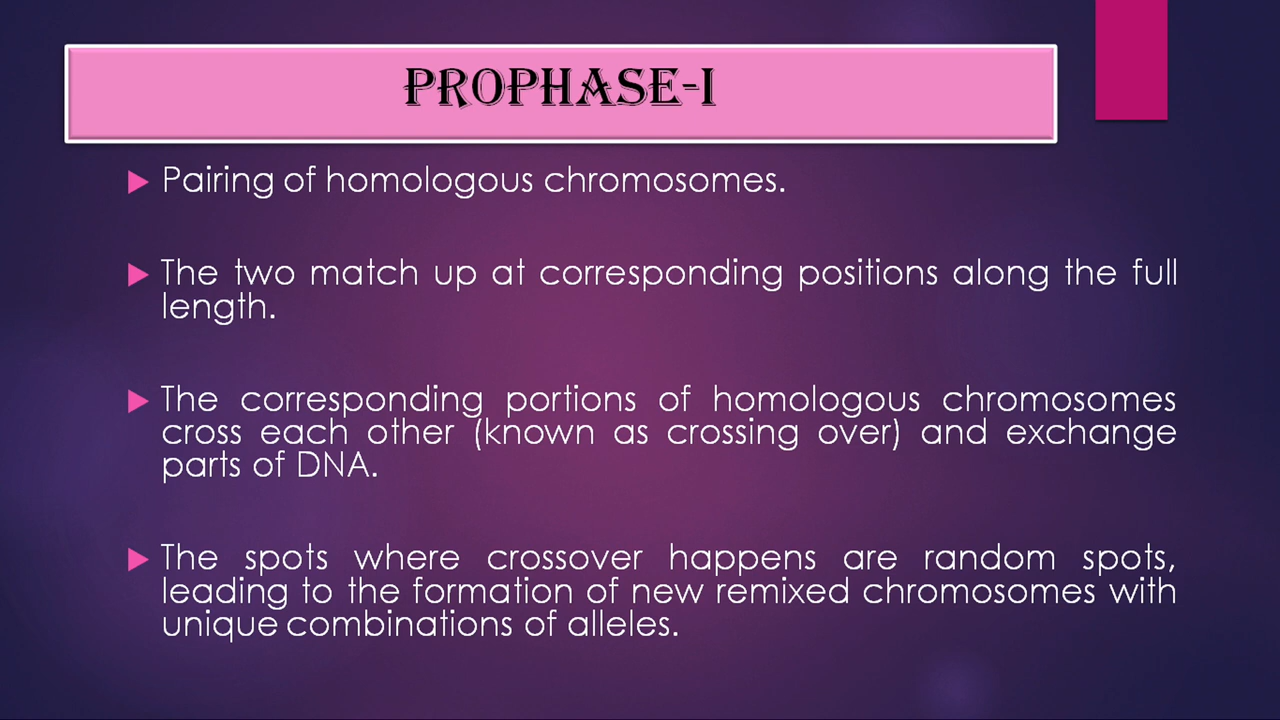 PROPHASE-I
Pairing of homologous chromosomes.
The two match up at corresponding positions along the full
length.
The corresponding portions of homologous chromosomes
cross each other (known as crossing over) and exchange
parts of DNA.
The spots where crossover happens are random spots,
leading to the formation of new remixed chromosomes with
unique combinations of alleles.